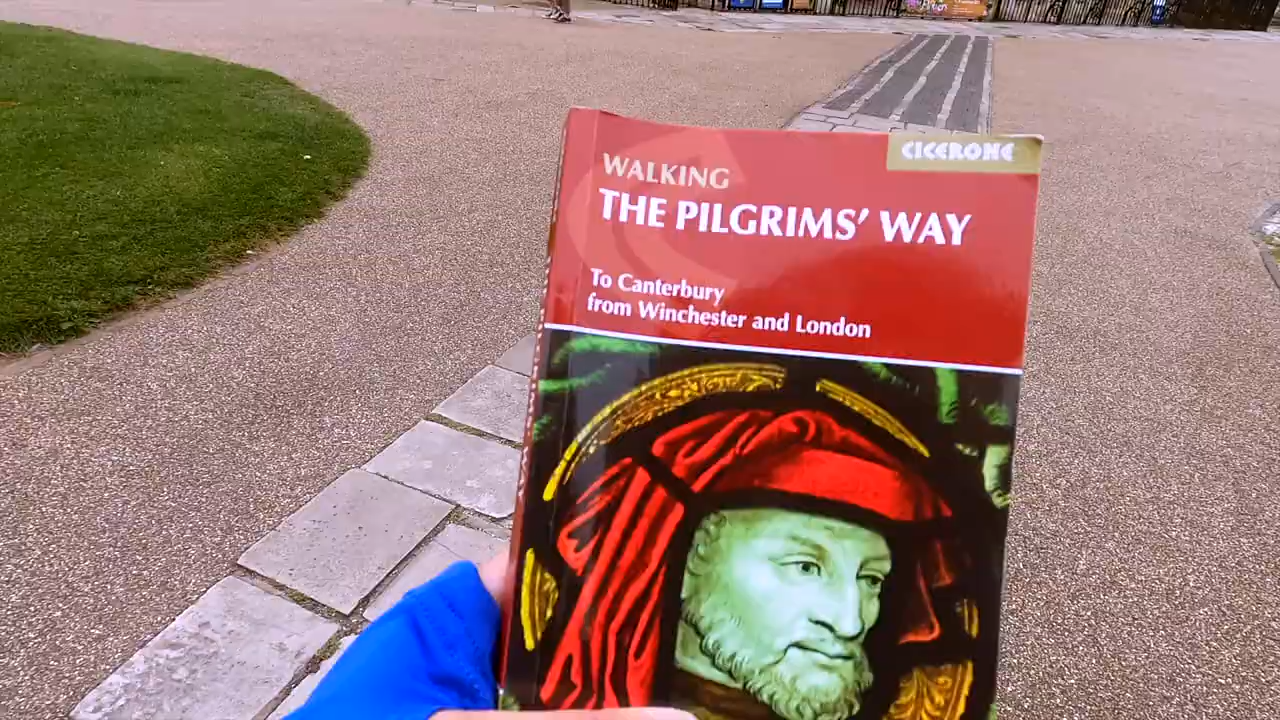 CICERONE
WALKING
THE PILGRIMS' WAY
To Canterbury
from Winchester and London